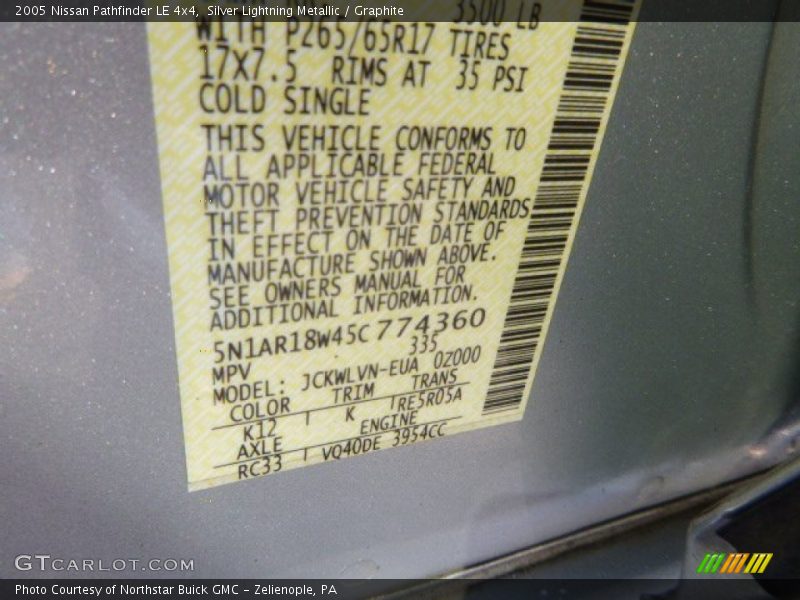 2005 Nissan Pathfinder LE 4x4, Silver Lightning Metallic / Graphite
3500 LB
WITH P265/65R17 TIRES
17X7.5 RIMS AT 35 PSI
COLD SINGLE
THIS VEHICLE CONFORMS TO
ALL APPLICABLE FEDERAL
MOTOR VEHICLE SAFETY AND
THEFT PREVENTION STANDARDS
IN EFFECT ON THE DATE OF
MANUFACTURE SHOWN ABOVE.
SEE OWNERS MANUAL FOR
ADDITIONAL INFORMATION.
5N1AR18W45C774360
MPV 335
MODEL: JCKWLVN-EUA 0Z000
COLOR TRIM TRANS
K12 K RE5R05A
AXLE ENGINE
RC33 VQ40DE 3954CC
GTCARLOT.COM
Photo Courtesy of Northstar Buick GMC - Zelienople, PA